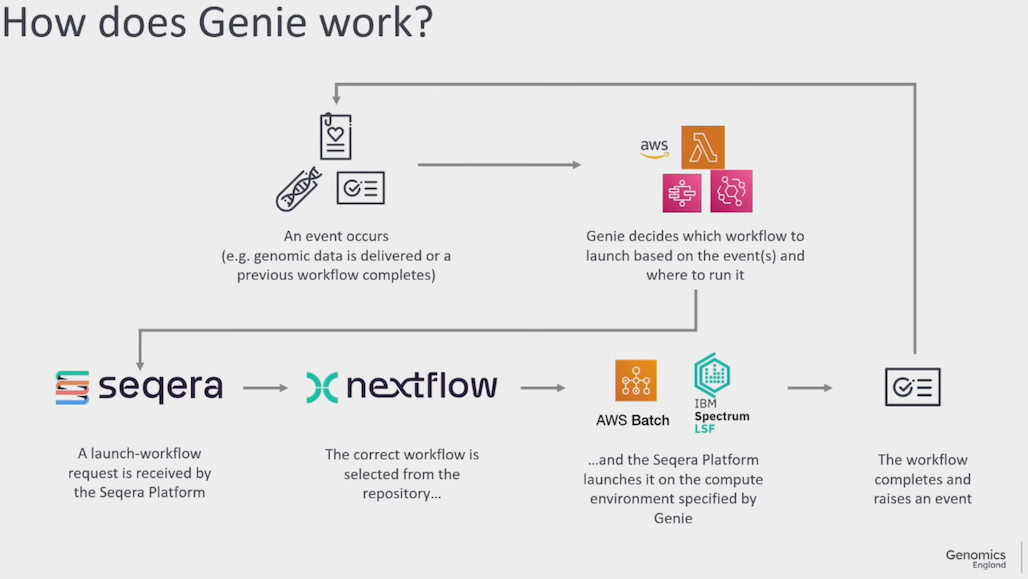 How does Genie work?
aws
An event occurs
(e.g. genomic data is delivered or a
previous workflow completes)
Genie decides which workflow to
launch based on the event(s) and
where to run it
seqera
nextflow
AWS Batch
IBM
Spectrum
LSF
A launch-workflow
request is received by
the Seqera Platform
The correct workflow is
selected from the
repository...
...and the Seqera Platform
launches it on the compute
environment specified by
Genie
The workflow
completes and
raises an event
Genomics
England